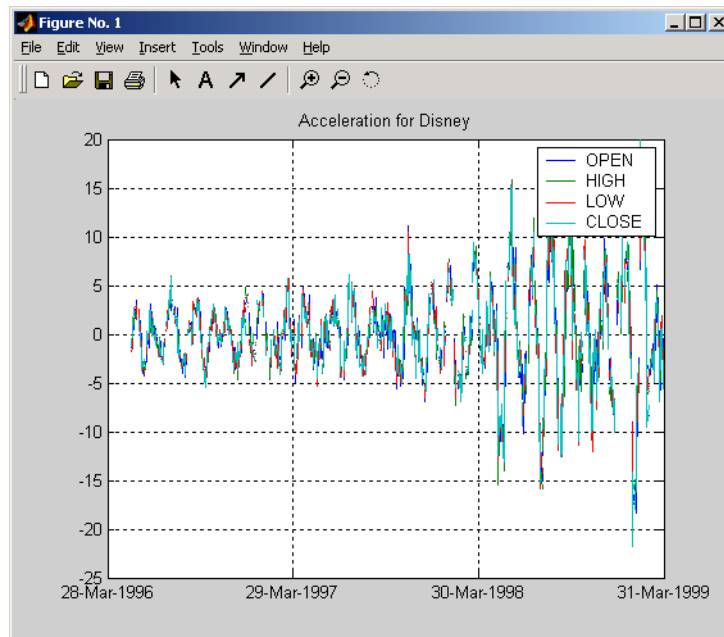 Figure No. 1
File Edit View Insert Tools Window Help
A
Acceleration for Disney
20
15
10
5
0
-5
-10
-15
-20
-25
OPEN
HIGH
LOW
CLOSE
28-Mar-1996 29-Mar-1997 30-Mar-1998 31-Mar-1999